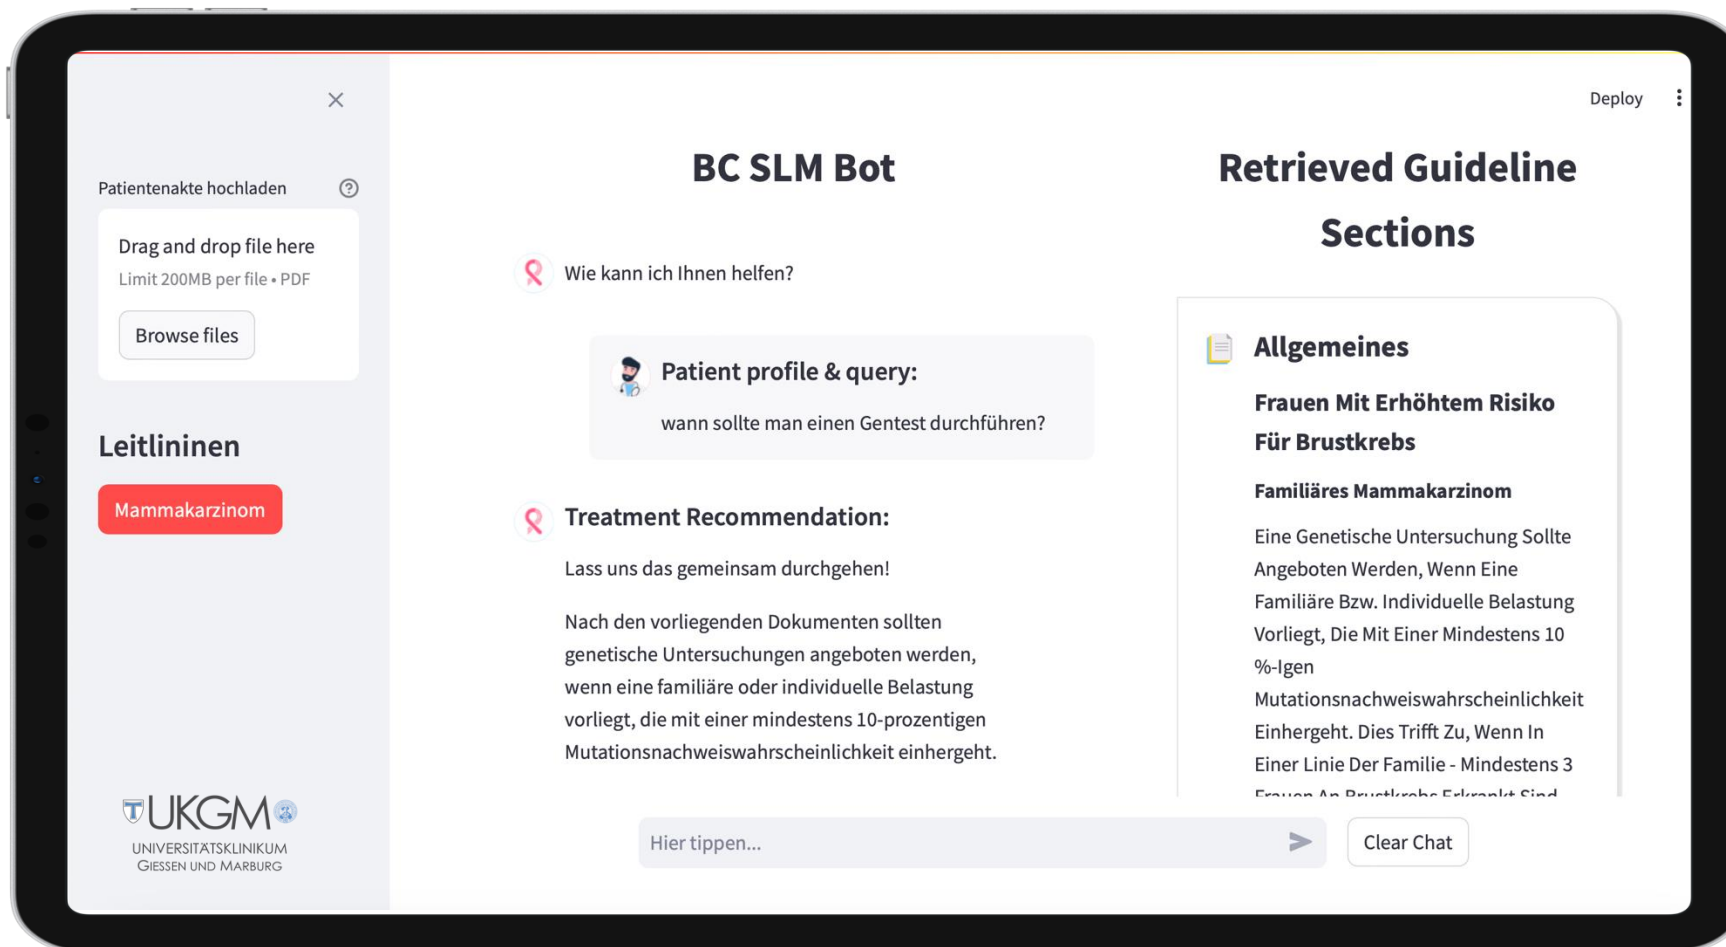 Patientenakte hochladen
Drag and drop file here
Limit 200MB per file • PDF
Browse files
Leitlininen
Mammakarzinom
UKGM
UNIVERSITÄTSKLINIKUM
GIESSEN UND MARBURG
Deploy
BC SLM Bot
Wie kann ich Ihnen helfen?
Patient profile & query:
wann sollte man einen Gentest durchführen?
Treatment Recommendation:
Lass uns das gemeinsam durchgehen!
Nach den vorliegenden Dokumenten sollten
genetische Untersuchungen angeboten werden,
wenn eine familiäre oder individuelle Belastung
vorliegt, die mit einer mindestens 10-prozentigen
Mutationsnachweiswahrscheinlichkeit einhergeht.
Hier tippen...
Clear Chat
Retrieved Guideline
Sections
Allgemeines
Frauen Mit Erhöhtem Risiko
Für Brustkrebs
Familiäres Mammakarzinom
Eine Genetische Untersuchung Sollte
Angeboten Werden, Wenn Eine
Familiäre Bzw. Individuelle Belastung
Vorliegt, Die Mit Einer Mindestens 10
%-Igen
Mutationsnachweiswahrscheinlichkeit
Einhergeht. Dies Trifft Zu, Wenn In
Einer Linie Der Familie - Mindestens 3
Frauen An Brustkrebs Erkrankt Sind